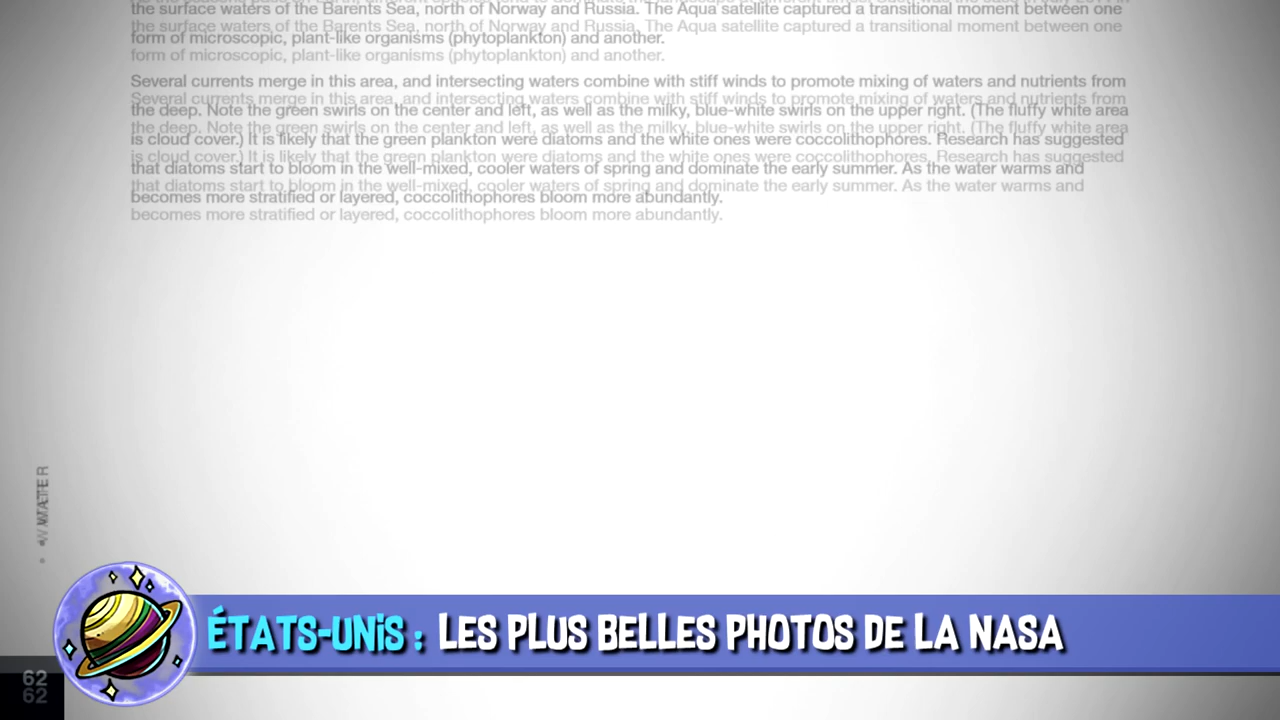 the surface waters of the Barents Sea, north of Norway and Russia. The Aqua satellite captured a transitional moment between one
form of microscopic, plant-like organisms (phytoplankton) and another.
Several currents merge in this area, and intersecting waters combine with stiff winds to promote mixing of waters and nutrients from
the deep. Note the green swirls on the center and left, as well as the milky, blue-white swirls on the upper right. (The fluffy white area
is cloud cover.) It is likely that the green plankton were diatoms and the white ones were coccolithophores. Research has suggested
that diatoms start to bloom in the well-mixed, cooler waters of spring and dominate the early summer. As the water warms and
becomes more stratified or layered, coccolithophores bloom more abundantly.
• WATER
ÉTATS-UNIS : LES PLUS BELLES PHOTOS DE LA NASA
62